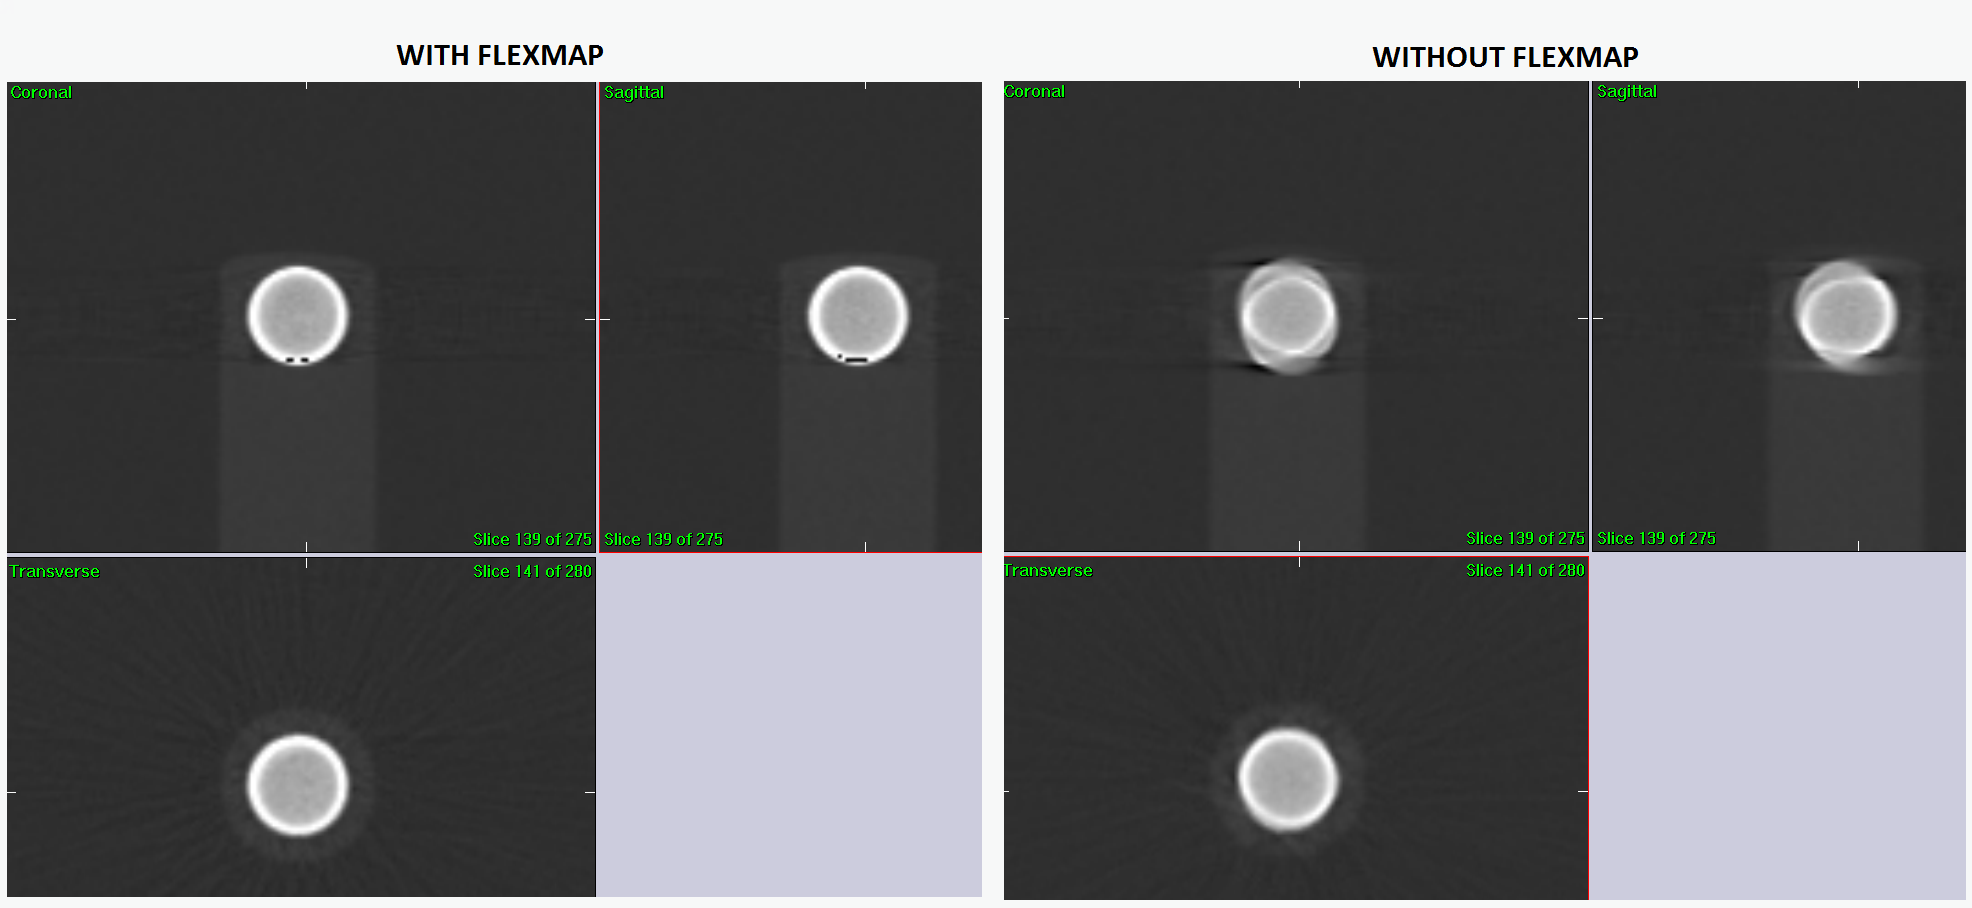 WITH FLEXMAP
WITHOUT FLEXMAP
Coronal
Sagittal
Slice 139 of 275
Slice 139 of 275
Transverse
Slice 141 of 280
Coronal
Sagittal
Slice 139 of 275
Slice 139 of 275
Transverse
Slice 141 of 280